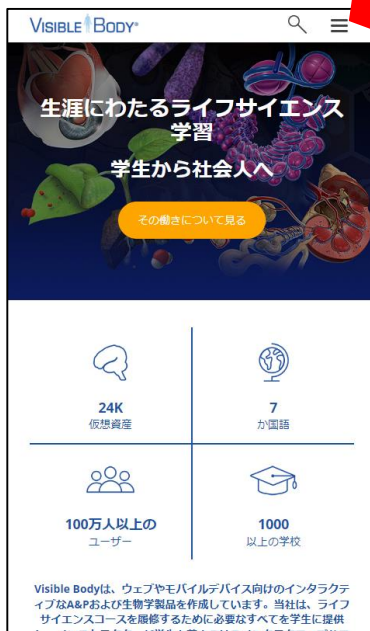 VISIBLE BODY®
生涯にわたるライフサイエンス
学習
学生から社会人へ
その働きについて見る
24K
仮想資産
7
か国語
100万人以上の
ユーザー
1000
以上の学校
Visible Bodyは、ウェブやモバイルデバイス向けのインタラクテ
ィブなA&Pおよび生物学製品を作成しています。当社は、ライフ
サイエンスコースを履修するために必要なすべてを学生に提供